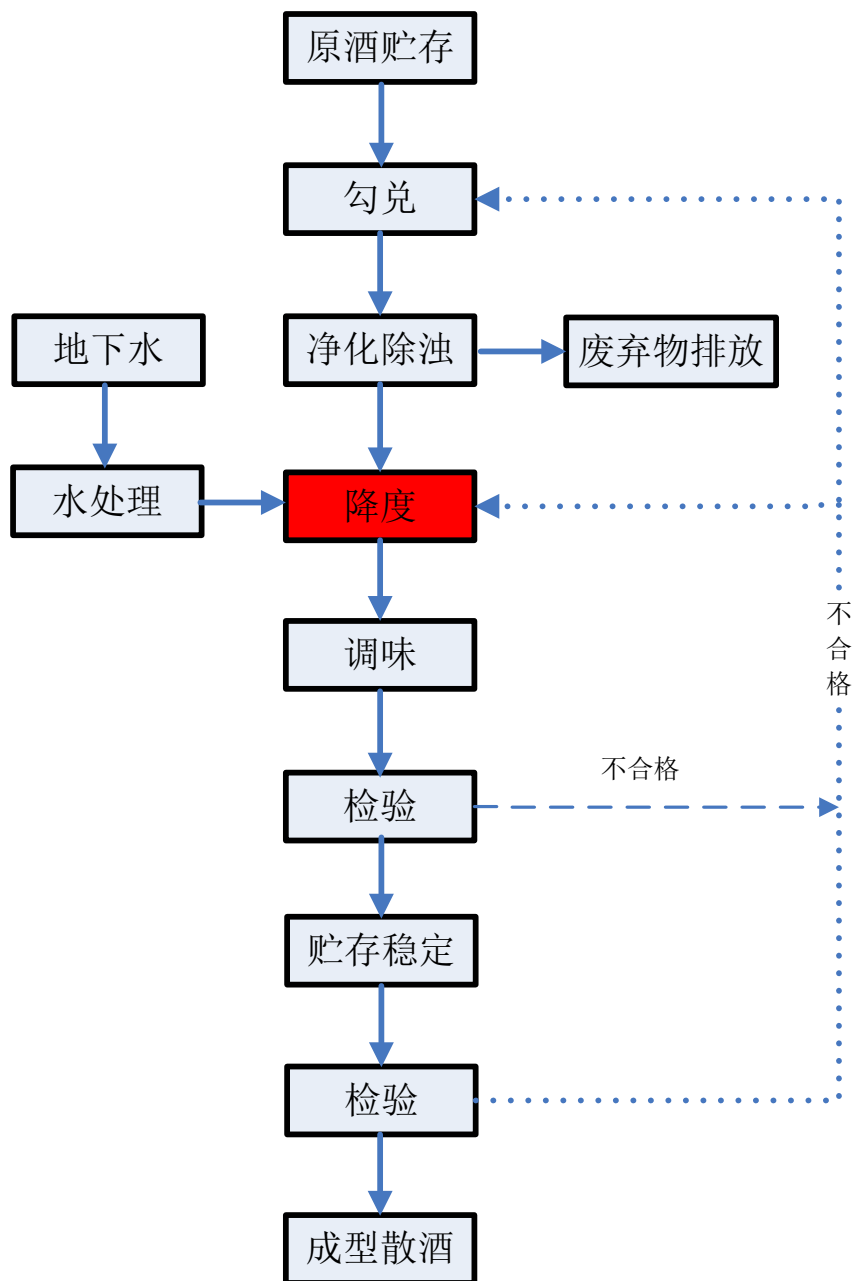 原酒贮存
勾兑
地下水
净化除浊
废弃物排放
水处理
降度
调味
不合格
不合格
检验
贮存稳定
检验
成型散酒